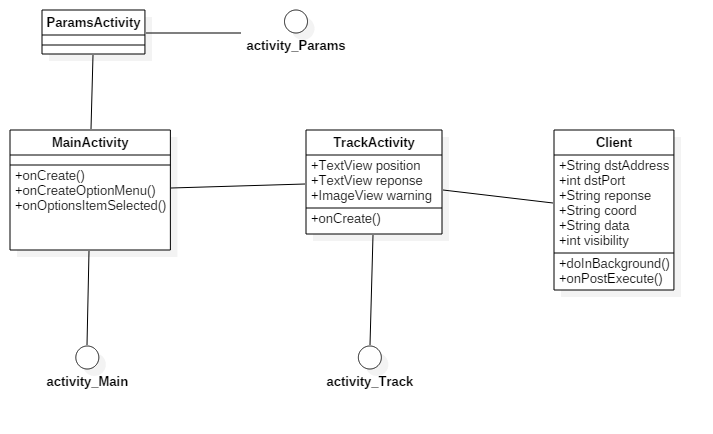 ParamsActivity
activity_Params
MainActivity
+onCreate()
+onCreateOptionMenu()
+onOptionsItemSelected()
TrackActivity
+TextView position
+TextView reponse
+ImageView warning
+onCreate()
Client
+String dstAddress
+int dstPort
+String reponse
+String coord
+String data
+int visibility
+doInBackground()
+onPostExecute()
activity_Main
activity_Track